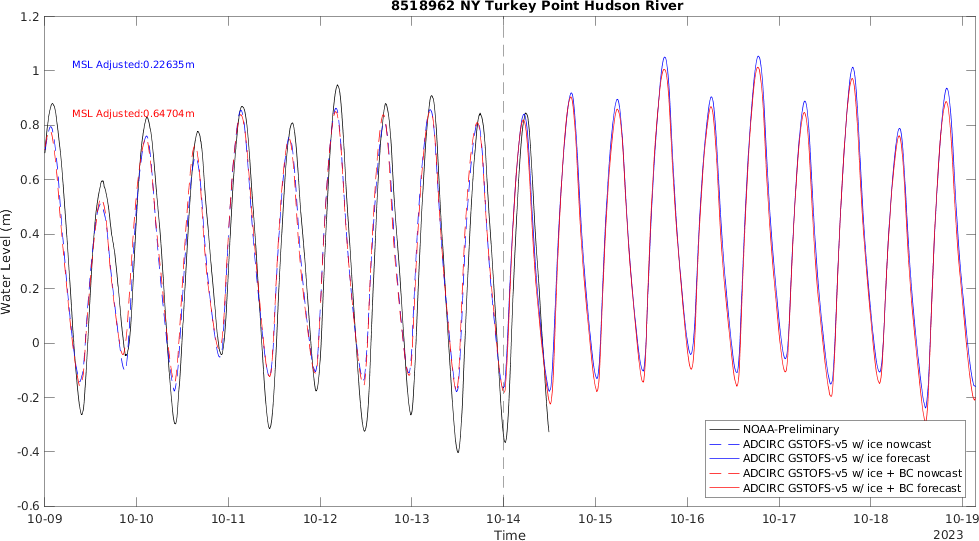 8518962 NY Turkey Point Hudson River
MSL Adjusted:0.22635m
MSL Adjusted:0.64704m
Water Level (m)
1.2
1
0.8
0.6
0.4
0.2
0
-0.2
-0.4
-0.6
NOAA-Preliminary
ADCIRC GSTOFS-v5 w/ ice nowcast
ADCIRC GSTOFS-v5 w/ ice forecast
ADCIRC GSTOFS-v5 w/ ice + BC nowcast
ADCIRC GSTOFS-v5 w/ ice + BC forecast
10-09 10-10 10-11 10-12 10-13 10-14 10-15 10-16 10-17 10-18 10-19
Time
2023